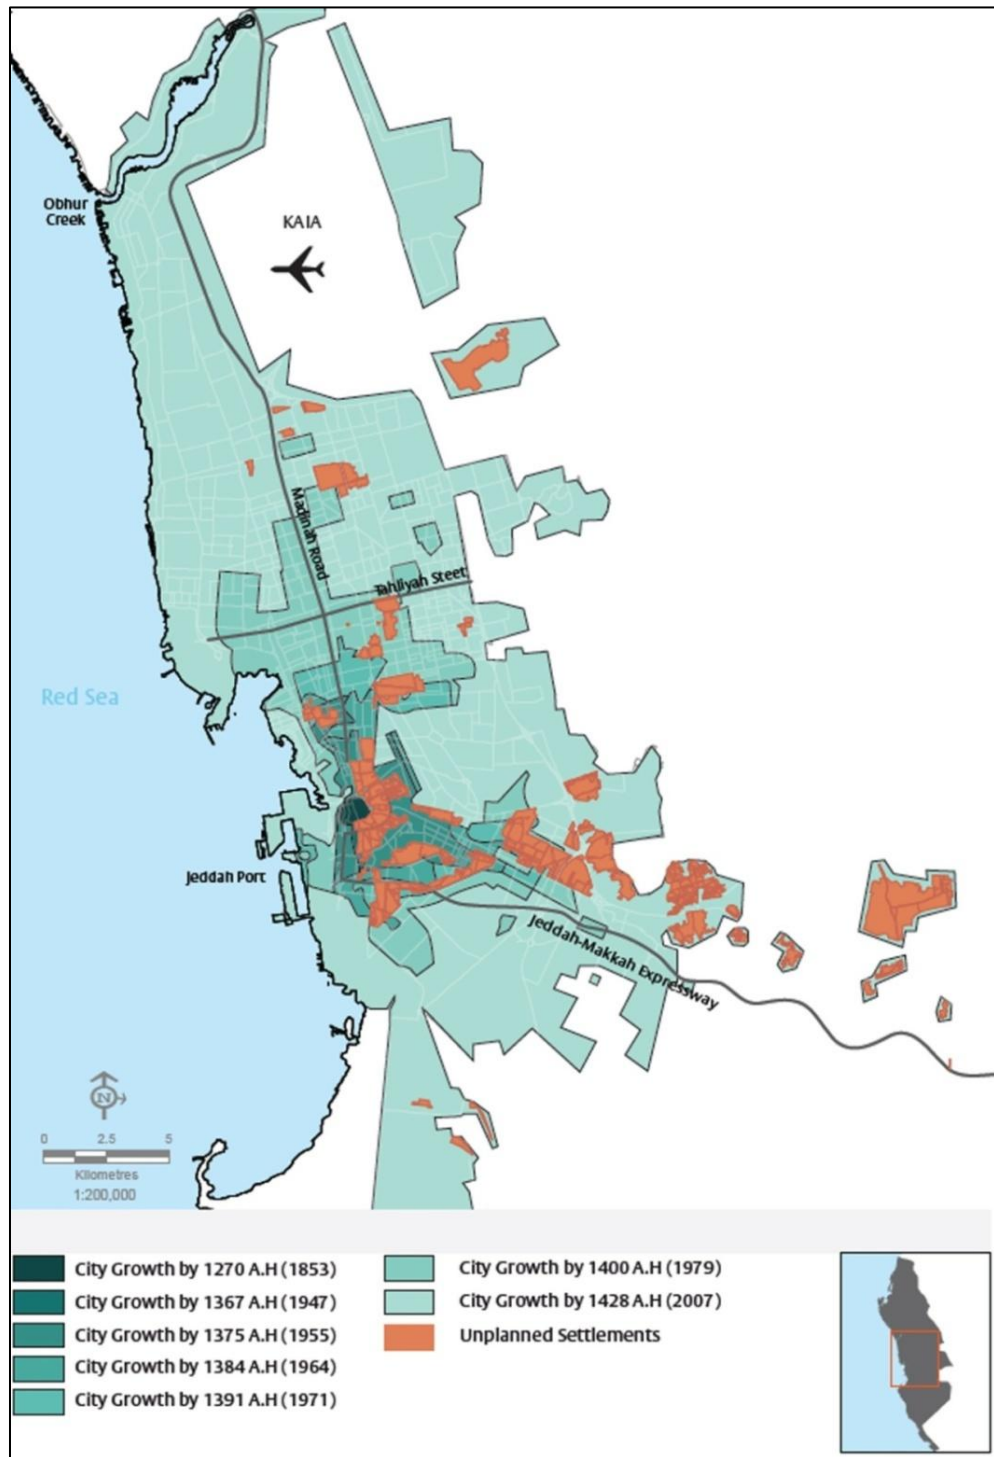 Obhur
Creek
KAIA
Madinah Road
Tahliyah Steet
Red Sea
Jeddah Port
Jeddah-Makkah Expressway
N
0 2.5 5
Kilometres
1:200,000
City Growth by 1270 A.H (1853)
City Growth by 1367 A.H (1947)
City Growth by 1375 A.H (1955)
City Growth by 1384 A.H (1964)
City Growth by 1391 A.H (1971)
City Growth by 1400 A.H (1979)
City Growth by 1428 A.H (2007)
Unplanned Settlements